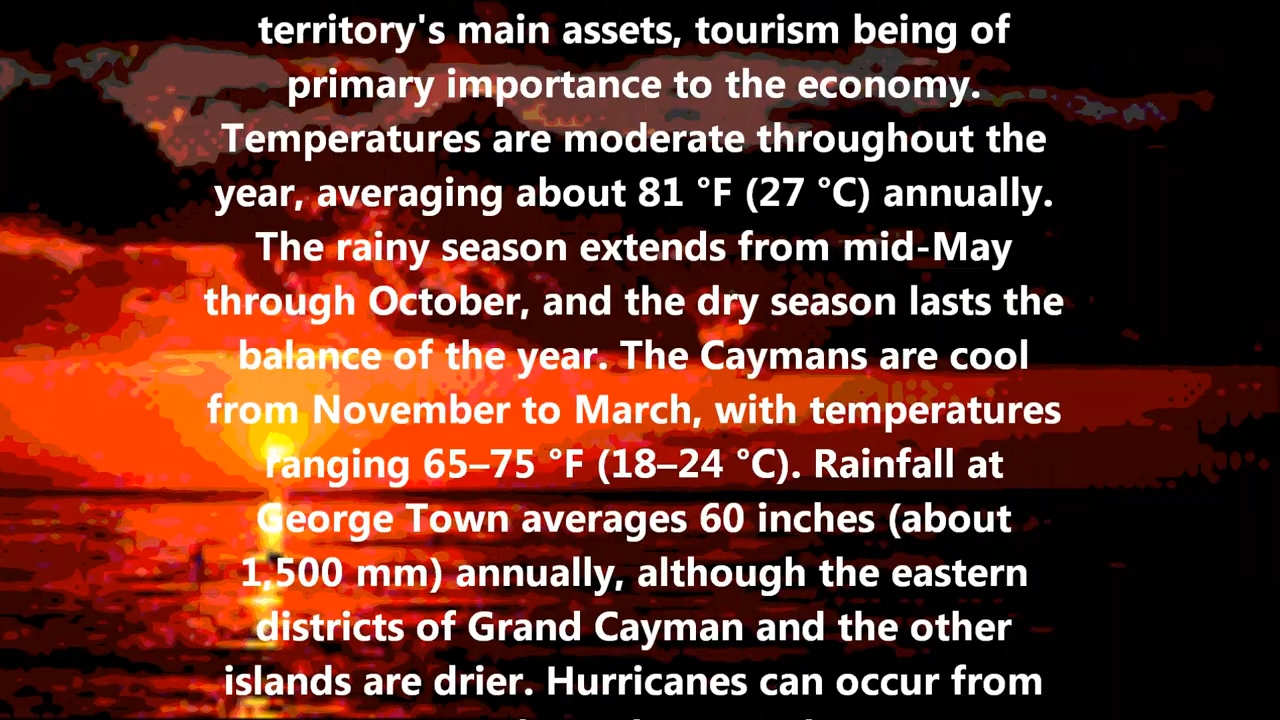 territory's main assets, tourism being of
primary importance to the economy.
Temperatures are moderate throughout the
year, averaging about 81 °F (27 °C) annually.
The rainy season extends from mid-May
through October, and the dry season lasts the
balance of the year. The Caymans are cool
from November to March, with temperatures
ranging 65–75 °F (18–24 °C). Rainfall at
George Town averages 60 inches (about
1,500 mm) annually, although the eastern
districts of Grand Cayman and the other
islands are drier. Hurricanes can occur from